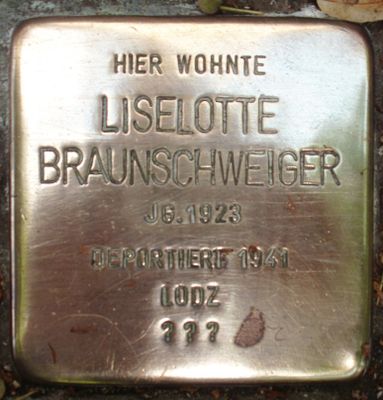 HIER WOHNTE
LISELOTTE
BRAUNSCHWEIGER
JG.1923
DEPORTIERT 1941
LODZ
???